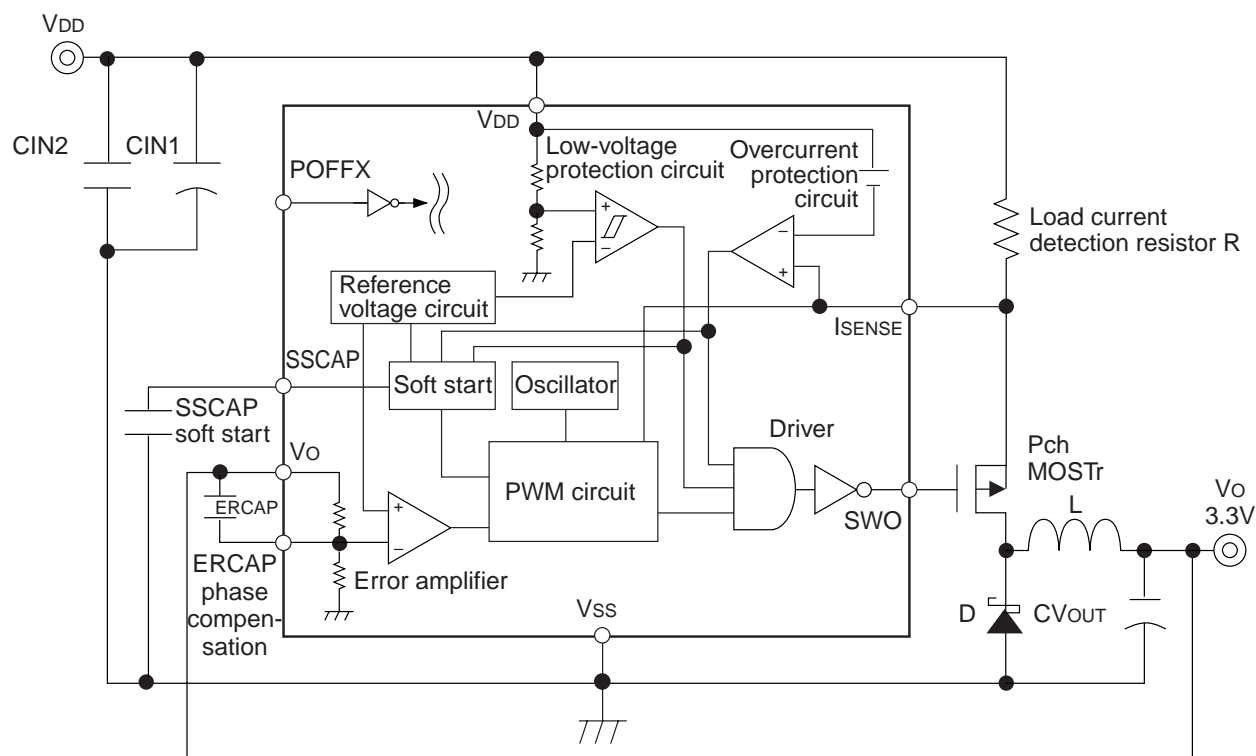 VDD
CIN2
CIN1
VDD
POFFX
Low-voltage
protection circuit
Overcurrent
protection
circuit
+
−
−
+
Load current
detection resistor R
Reference
voltage circuit
ISENSE
SSCAP
Soft start
Oscillator
SSCAP
soft start
VO
ERCAP
+
−
PWM circuit
Driver
SWO
Pch
MOSTr
L
VO
3.3V
ERCAP
phase
compen-
sation
Error amplifier
VSS
D
CVOUT